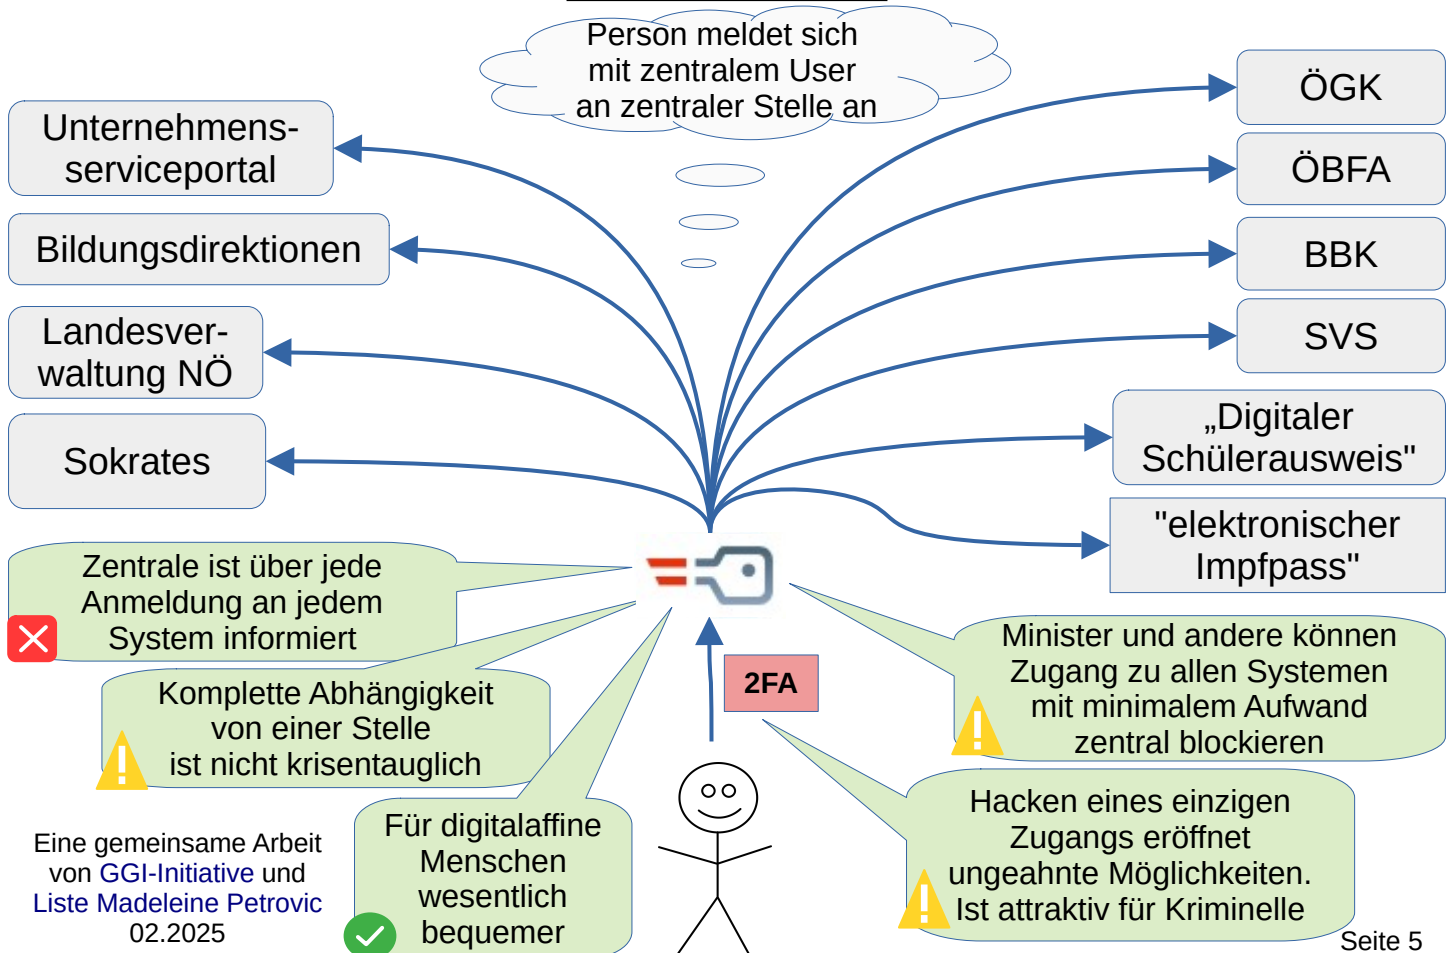 Person meldet sich
mit zentralem User
an zentraler Stelle an
Unternehmens-
serviceportal
Bildungsdirektionen
Landesver-
waltung NÖ
Sokrates
ÖGK
ÖBFA
BBK
SVS
„Digitaler
Schülerausweis"
"elektronischer
Impfpass"
Zentrale ist über jede
Anmeldung an jedem
System informiert
Komplette Abhängigkeit
von einer Stelle
ist nicht krisentauglich
Für digitalaffine
Menschen
wesentlich
bequemer
2FA
Minister und andere können
Zugang zu allen Systemen
mit minimalem Aufwand
zentral blockieren
Hacken eines einzigen
Zugangs eröffnet
ungeahnte Möglichkeiten.
Ist attraktiv für Kriminelle
Eine gemeinsame Arbeit
von GGI-Initiative und
Liste Madeleine Petrovic
02.2025
Seite 5